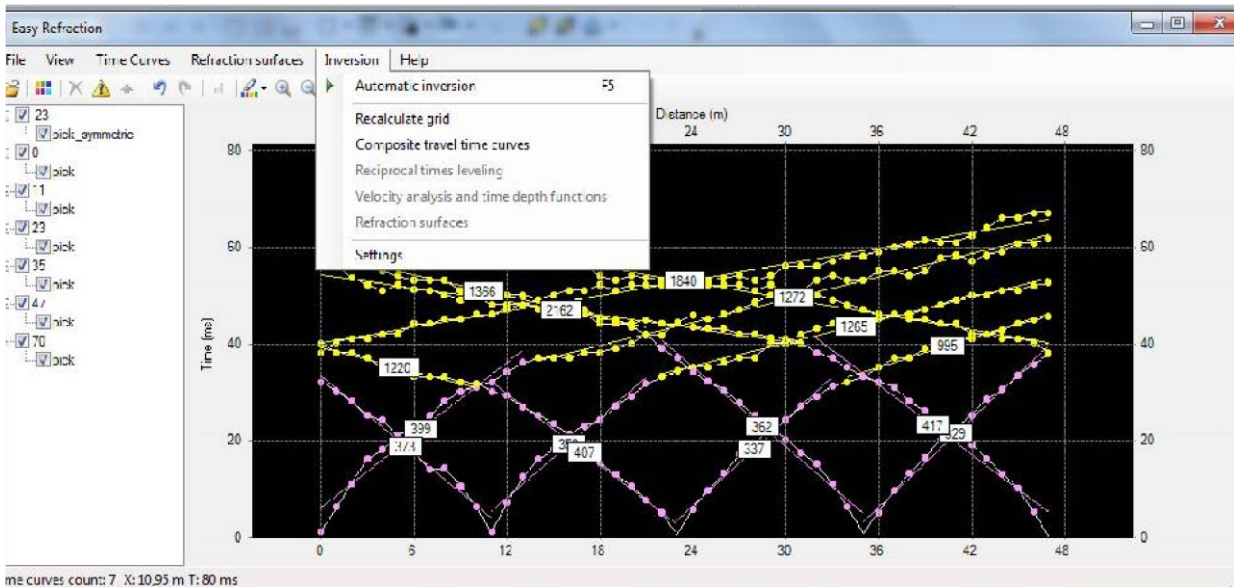 Easy Refraction
File View Time Curves Refraction surfaces Inversion Help
Automatic inversion F5
Recalculate grid
Composite travel time curves
Reciprocal times leveling
Velocity analysis and time depth functions
Refraction surfaces
Settings
23
pick_symmetric
0
pick
11
pick
23
pick
35
pick
47
pick
70
pick
Distance (m)
24 30 36 42 48
80 80
60 60
40 40
20 20
0 0
Time (ms)
1366
2162
1840
1272
1265
995
1220
399
373
407
362
337
417
329
0 6 12 18 24 30 36 42 48
me curves count: 7 X: 10,95 m T: 80 ms